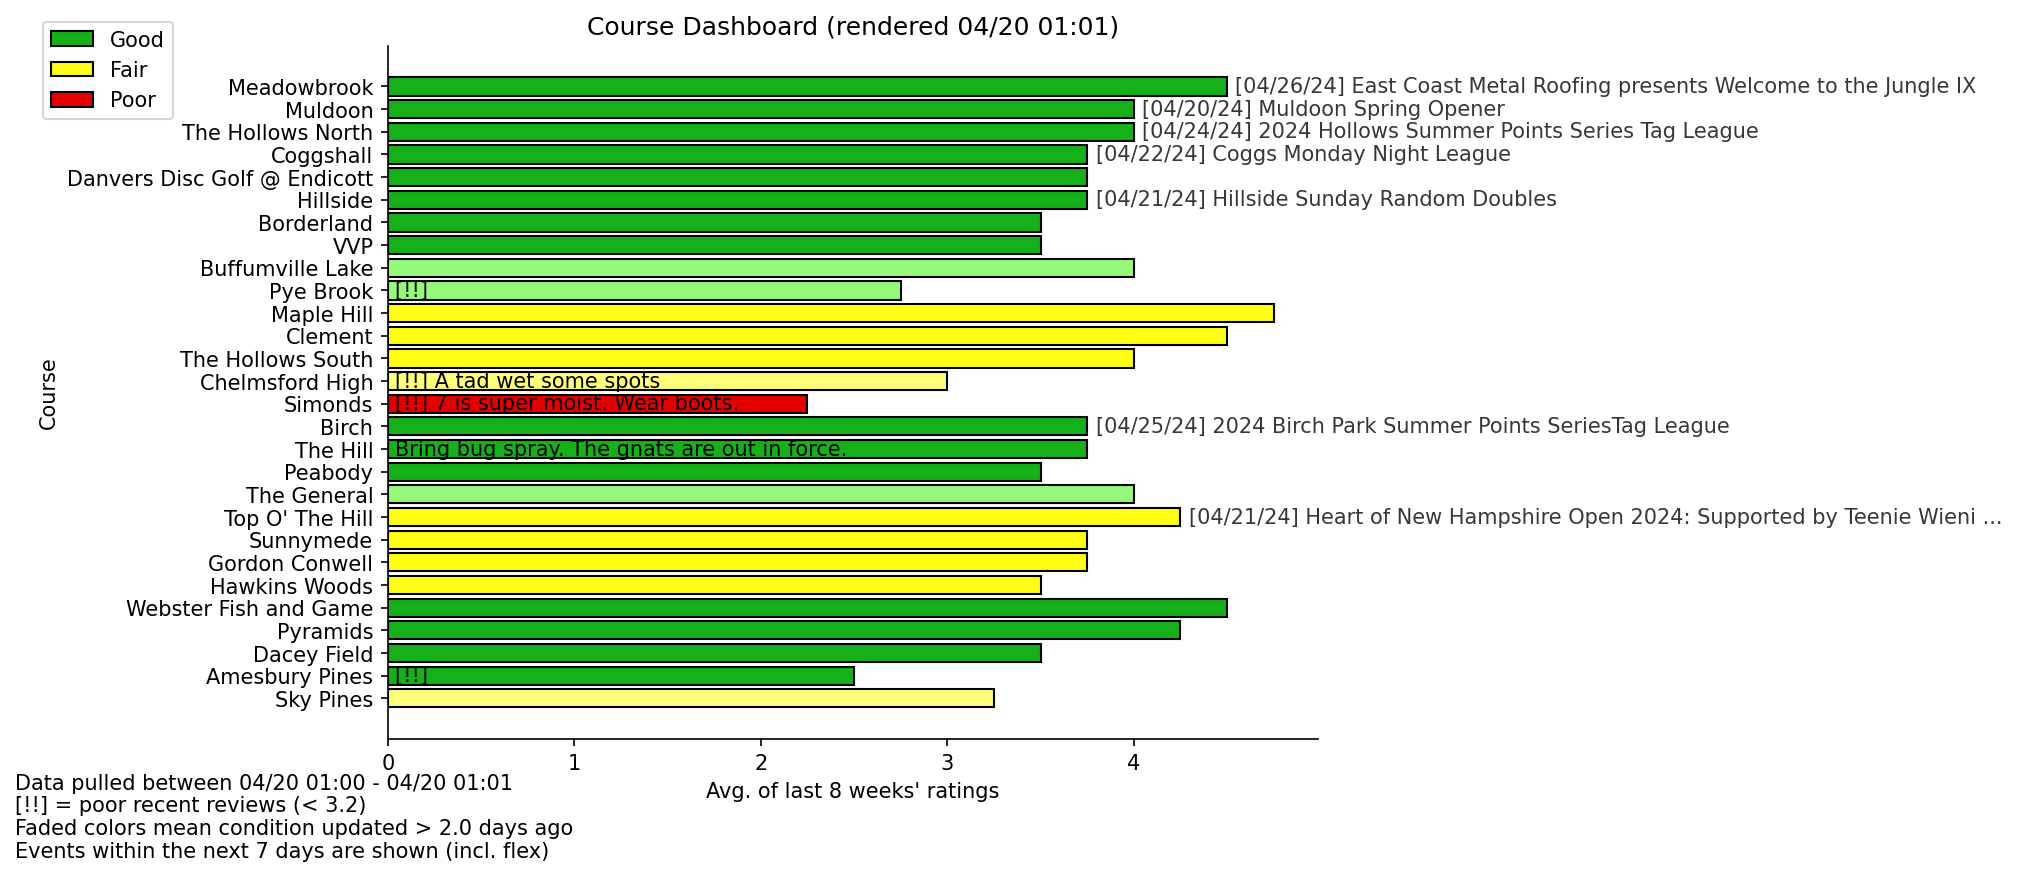 Course Dashboard (rendered 04/20 01:01)
Good
Fair
Poor
Course
Meadowbrook [04/26/24] East Coast Metal Roofing presents Welcome to the Jungle IX
Muldoon [04/20/24] Muldoon Spring Opener
The Hollows North [04/24/24] 2024 Hollows Summer Points Series Tag League
Coggshall [04/22/24] Coggs Monday Night League
Danvers Disc Golf @ Endicott
Hillside [04/21/24] Hillside Sunday Random Doubles
Borderland
VVP
Buffumville Lake
Pye Brook [!!]
Maple Hill
Clement
The Hollows South
Chelmsford High [!!] A tad wet some spots
Simonds [!!] 7 is super moist. Wear boots.
Birch [04/25/24] 2024 Birch Park Summer Points SeriesTag League
The Hill Bring bug spray. The gnats are out in force.
Peabody
The General
Top O' The Hill [04/21/24] Heart of New Hampshire Open 2024: Supported by Teenie Wieni ...
Sunnymede
Gordon Conwell
Hawkins Woods
Webster Fish and Game
Pyramids
Dacey Field
Amesbury Pines [!!]
Sky Pines
0 1 2 3 4
Avg. of last 8 weeks' ratings
Data pulled between 04/20 01:00 - 04/20 01:01
[!!] = poor recent reviews (< 3.2)
Faded colors mean condition updated > 2.0 days ago
Events within the next 7 days are shown (incl. flex)